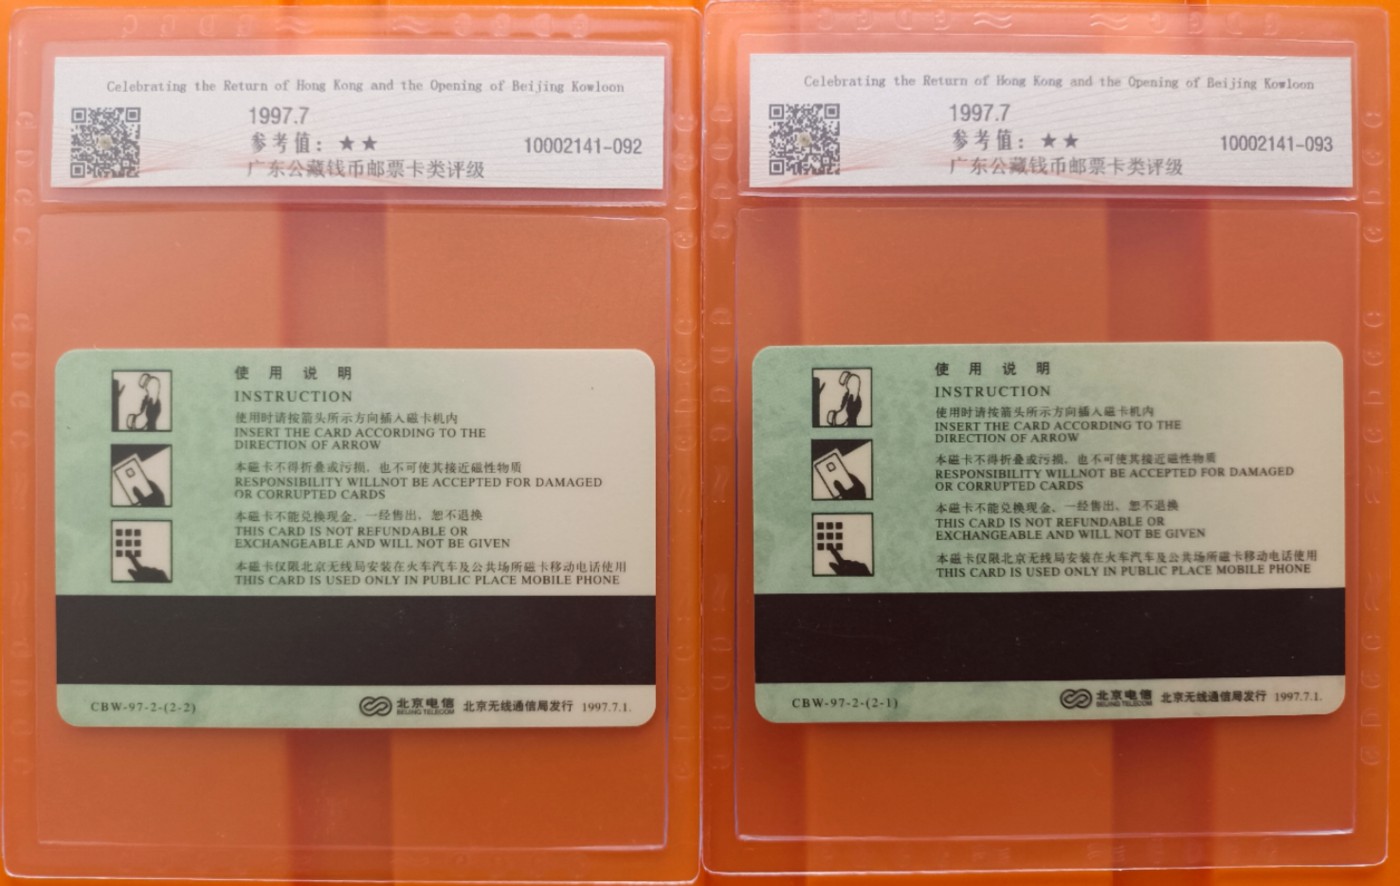 Celebrating the Return of Hong Kong and the Opening of Beijing Kowloon
1997.7
参考值：★★
10002141-092
广东公藏钱币邮票卡类评级
使用说明
INSTRUCTION
使用时请按箭头所示方向插入磁卡机内
INSERT THE CARD ACCORDING TO THE
DIRECTION OF ARROW
本磁卡不得折叠或污损．也不可使其接近磁性物质
RESPONSIBILITY WILLNOT BE ACCEPTED FOR DAMAGED
OR CORRUPTED CARDS
本磁卡不能兑换现金．一经售出．恕不退换
THIS CARD IS NOT REFUNDABLE OR
EXCHANGEABLE AND WILL NOT BE GIVEN
本磁卡仅限北京无线局安装在火车汽车及公共场所磁卡移动电话使用
THIS CARD IS USED ONLY IN PUBLIC PLACE MOBILE PHONE
CBW-97-2-(2-2)
北京电信
BEIJING TELECOM
北京无线通信局发行 1997.7.1.
Celebrating the Return of Hong Kong and the Opening of Beijing Kowloon
1997.7
参考值：★★
10002141-093
广东公藏钱币邮票卡类评级
使用说明
INSTRUCTION
使用时请按箭头所示方向插入磁卡机内
INSERT THE CARD ACCORDING TO THE
DIRECTION OF ARROW
本磁卡不得折叠或污损．也不可使其接近磁性物质
RESPONSIBILITY WILLNOT BE ACCEPTED FOR DAMAGED
OR CORRUPTED CARDS
本磁卡不能兑换现金．一经售出．恕不退换
THIS CARD IS NOT REFUNDABLE OR
EXCHANGEABLE AND WILL NOT BE GIVEN
本磁卡仅限北京无线局安装在火车汽车及公共场所磁卡移动电话使用
THIS CARD IS USED ONLY IN PUBLIC PLACE MOBILE PHONE
CBW-97-2-(2-1)
北京电信
BEIJING TELECOM
北京无线通信局发行 1997.7.1.